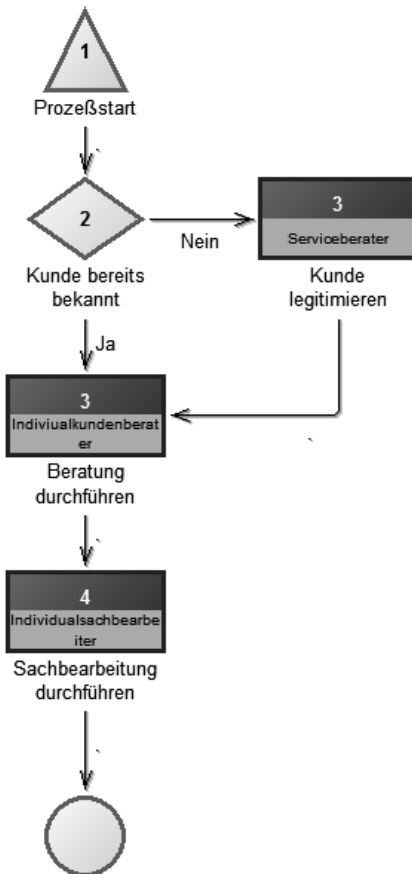 1
Prozeßstart
2
Kunde bereits
bekannt
Nein
3
Serviceberater
Kunde
legitimieren
Ja
3
Indiviualkundenberat
er
Beratung
durchführen
4
Individualsachbearbe
iter
Sachbearbeitung
durchführen